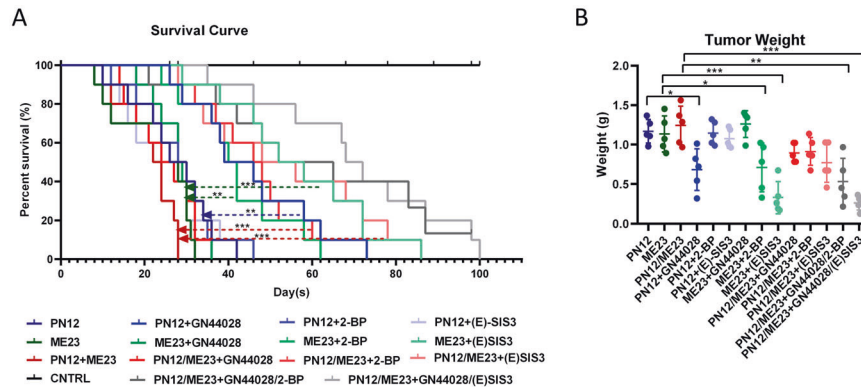 A
Survival Curve
Percent survival (%)
100
80
60
40
20
0
***
**
**
***
***
0
20
40
60
80
100
Day(s)
PN12
PN12+GN44028
PN12+2-BP
PN12+(E)-SIS3
ME23
ME23+GN44028
ME23+2-BP
ME23+(E)SIS3
PN12+ME23
PN12/ME23+GN44028
PN12/ME23+2-BP
PN12/ME23+(E)SIS3
CNTRL
PN12/ME23+GN44028/2-BP
PN12/ME23+GN44028/(E)SIS3
B
Tumor Weight
***
**
***
*
*
Weight (g)
2.0
1.5
1.0
0.5
0.0
PN12
ME23
PN12/ME23
PN12+GN44028
PN12+2-BP
PN12+(E)-SIS3
ME23+GN44028
ME23+2-BP
ME23+(E)SIS3
PN12/ME23+GN44028
PN12/ME23+2-BP
PN12/ME23+(E)SIS3
PN12/ME23+GN44028/2-BP
PN12/ME23+GN44028/(E)SIS3